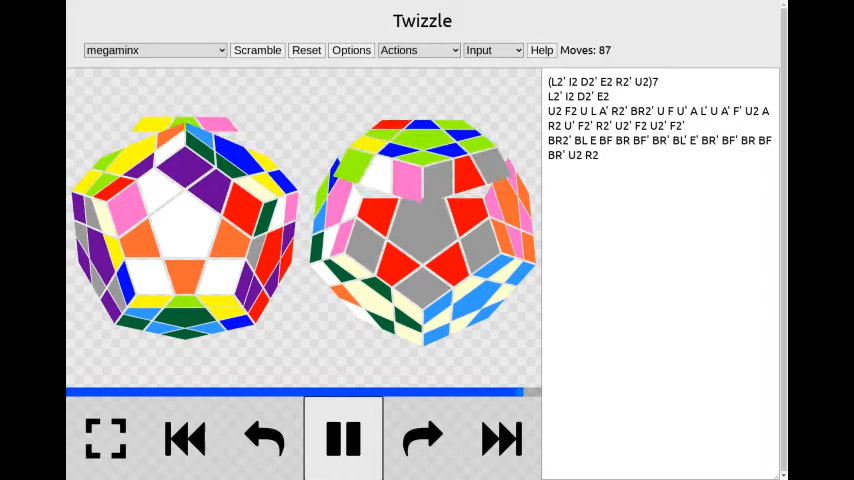 Twizzle
megaminx Scramble Reset Options Actions Input Help Moves: 87
(L2' I2 D2' E2 R2' U2)7
L2' I2 D2' E2
U2 F2 U L A' R2' BR2' U F U' A L' U A' F' U2 A
R2 U' F2' R2' U2' F2 U2' F2'
BR2' BL E BF BR BF' BR' BL' E' BR' BF' BR BF
BR' U2 R2